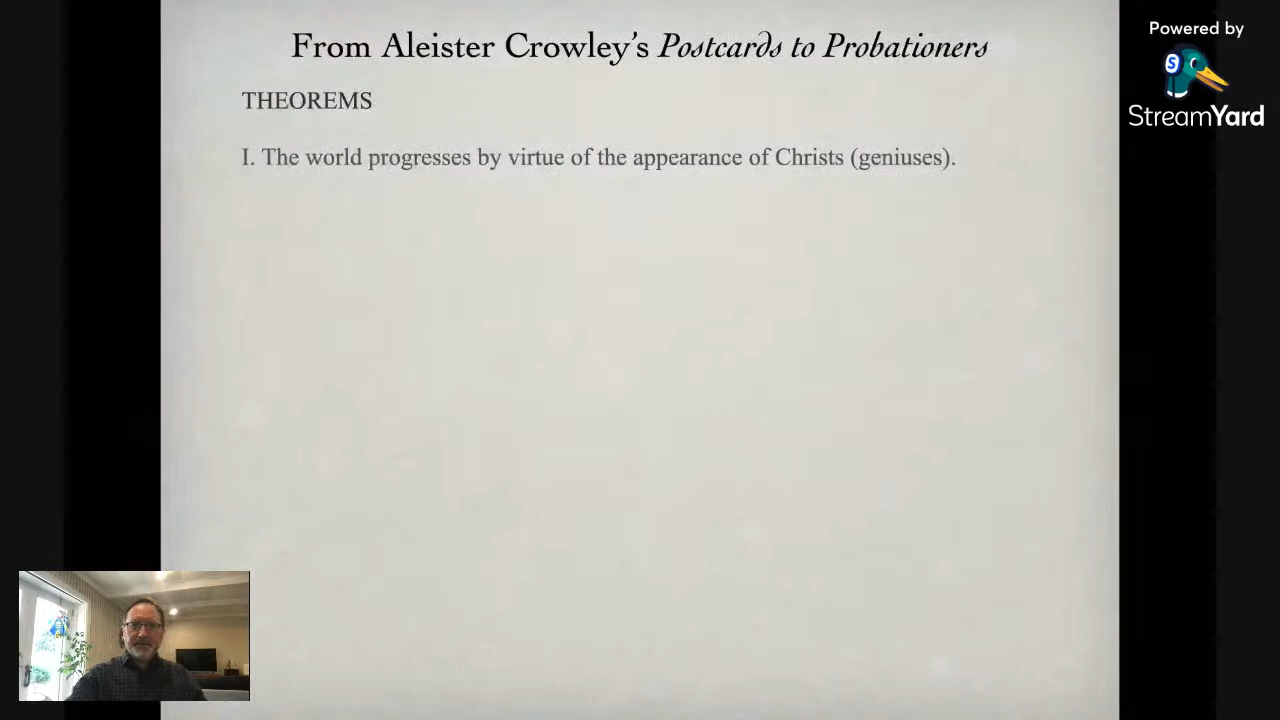 From Aleister Crowley’s Postcards to Probationers
Powered by
S
StreamYard
THEOREMS
I. The world progresses by virtue of the appearance of Christs (geniuses).